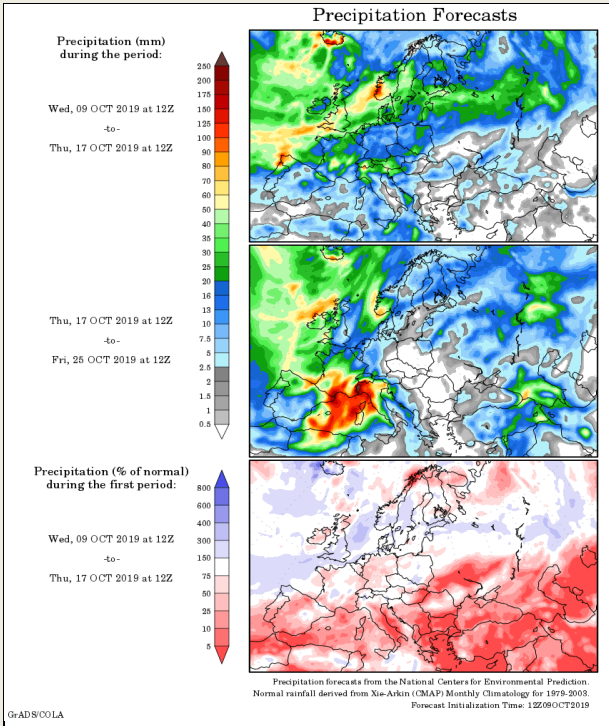 Precipitation Forecasts
Precipitation (mm)
during the period:
Wed, 09 OCT 2019 at 12Z
-to-
Thu, 17 OCT 2019 at 12Z
250
200
175
150
125
100
90
80
70
60
50
40
35
30
25
20
16
13
10
7.5
5
2.5
2
1.5
1
0.5
Thu, 17 OCT 2019 at 12Z
-to-
Fri, 25 OCT 2019 at 12Z
Precipitation (% of normal)
during the first period:
Wed, 09 OCT 2019 at 12Z
-to-
Thu, 17 OCT 2019 at 12Z
800
600
400
300
150
75
50
25
10
5
Precipitation forecasts from the National Centers for Environmental Prediction.
Normal rainfall derived from Xie-Arkin (CMAP) Monthly Climatology for 1979-2003.
Forecast Initialization Time: 12Z09OCT2019
GrADS/COLA